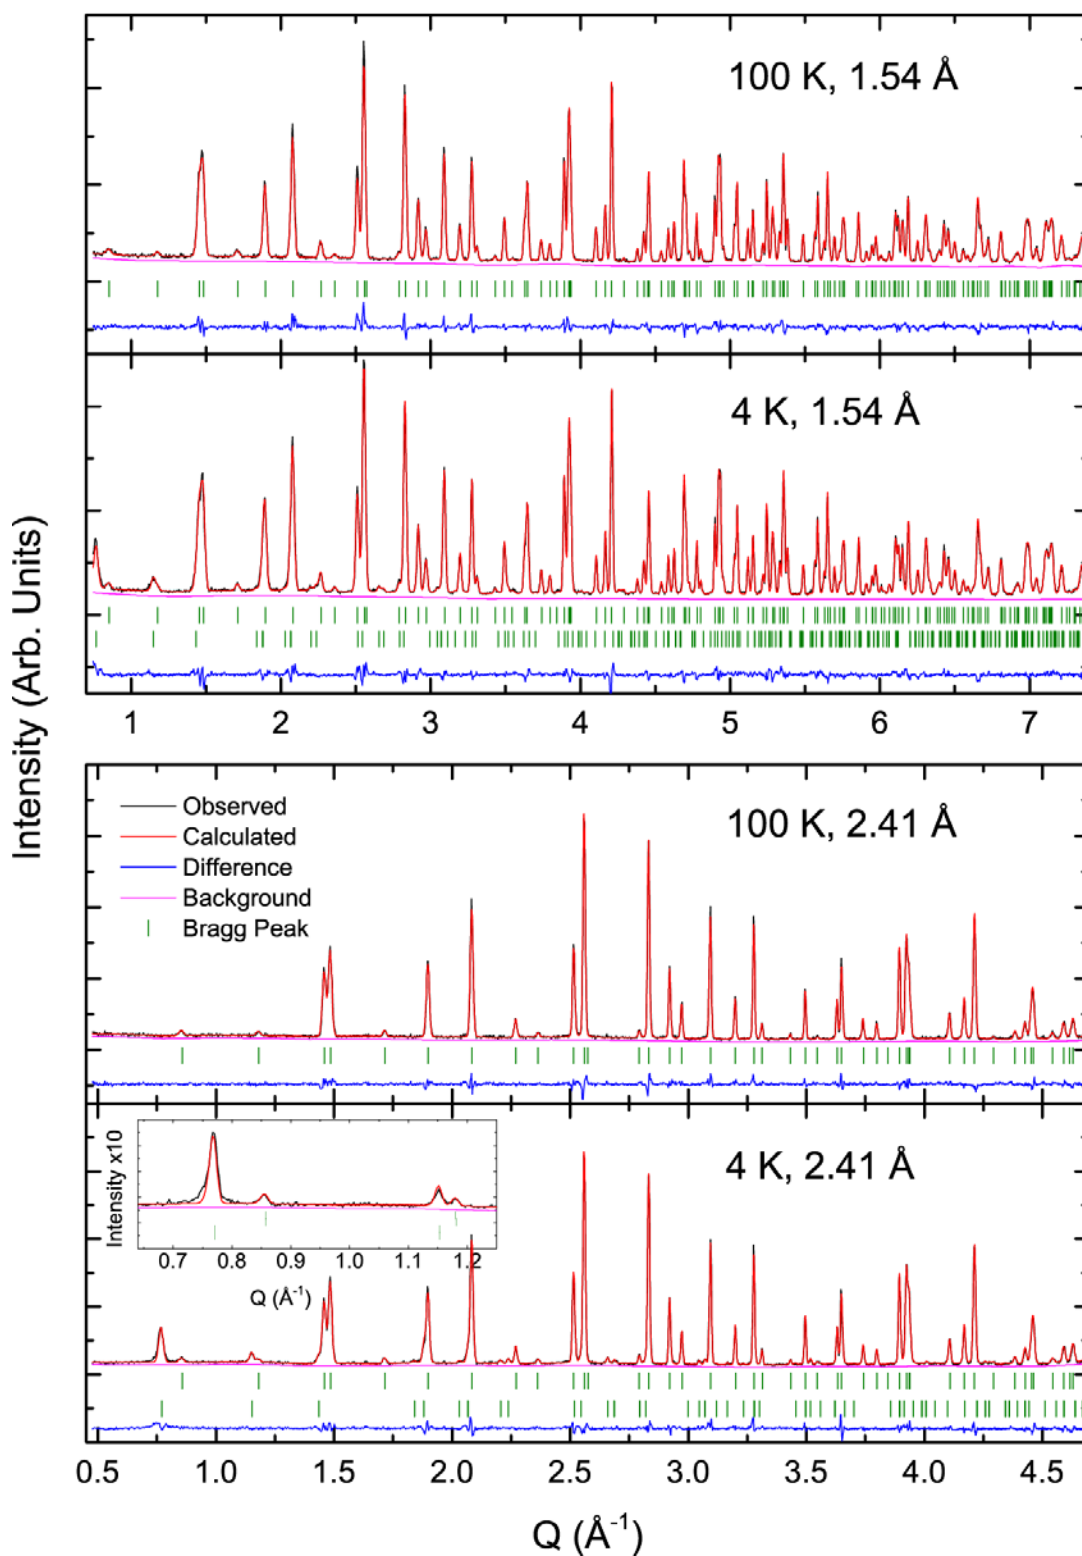 100 K, 1.54 Å
4 K, 1.54 Å
1 2 3 4 5 6 7
Intensity (Arb. Units)
Observed
Calculated
Difference
Background
Bragg Peak
100 K, 2.41 Å
4 K, 2.41 Å
Intensity x10
0.7 0.8 0.9 1.0 1.1 1.2
Q (Å⁻¹)
0.5 1.0 1.5 2.0 2.5 3.0 3.5 4.0 4.5
Q (Å⁻¹)